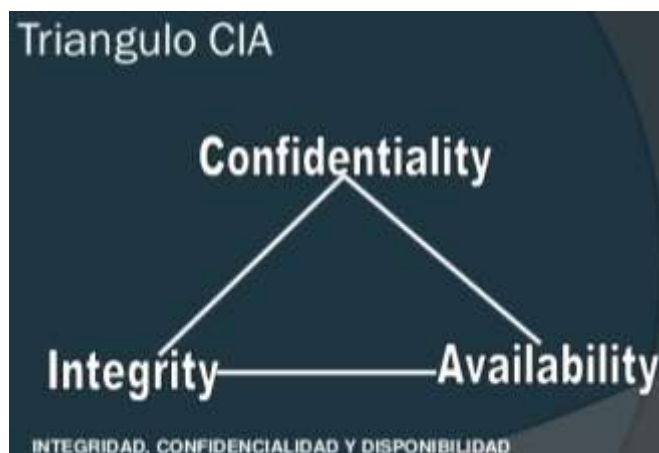 Triangulo CIA
Confidentiality
Integrity
Availability
INTEGRIDAD, CONFIDENCIALIDAD Y DISPONIBILIDAD